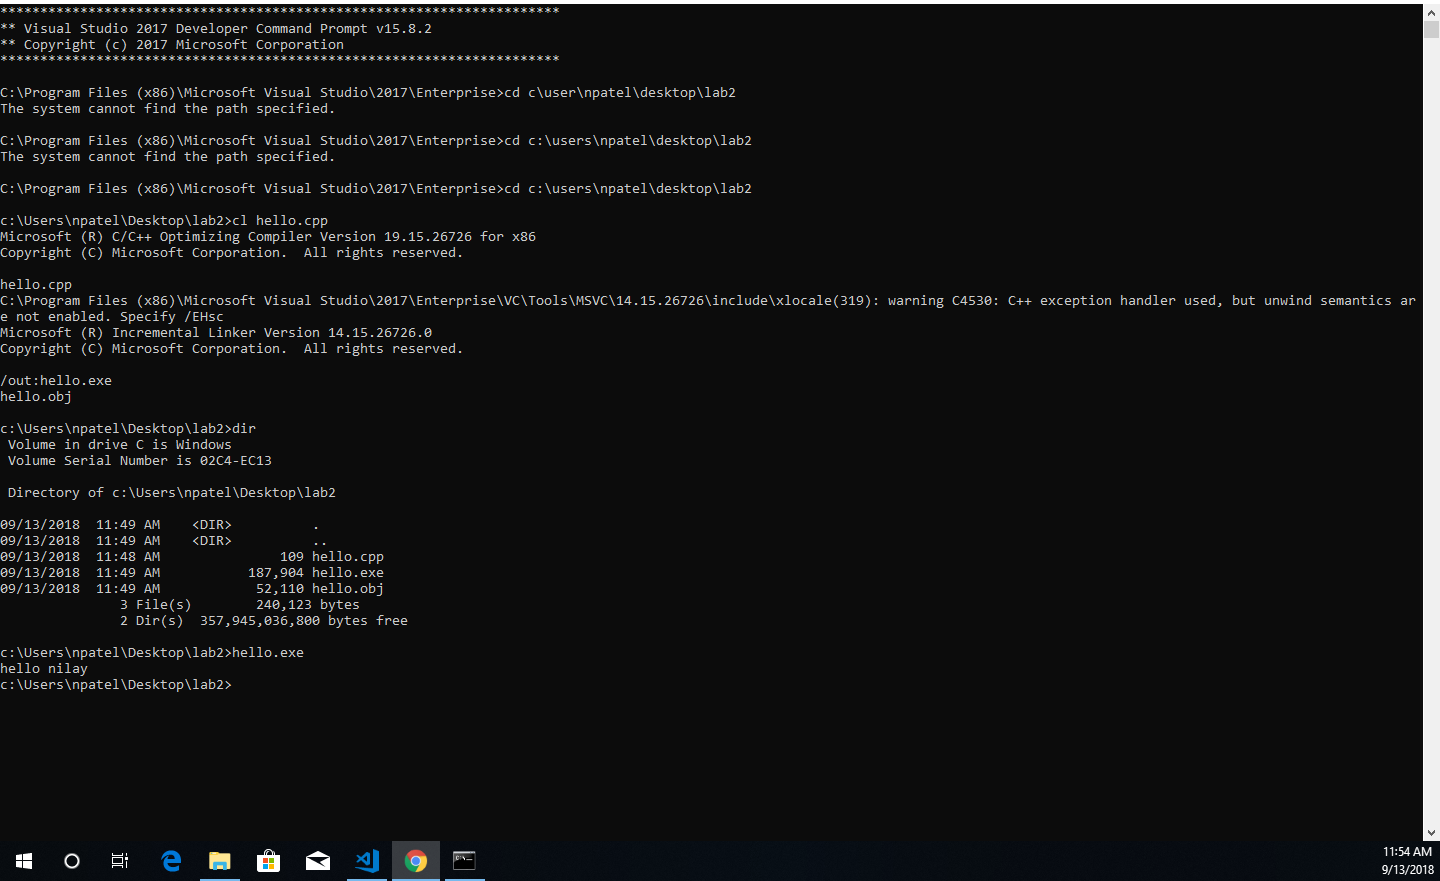 **********************************************************************
** Visual Studio 2017 Developer Command Prompt v15.8.2
** Copyright (c) 2017 Microsoft Corporation
**********************************************************************
C:\Program Files (x86)\Microsoft Visual Studio\2017\Enterprise>cd c\user\npatel\desktop\lab2
The system cannot find the path specified.
C:\Program Files (x86)\Microsoft Visual Studio\2017\Enterprise>cd c:\users\npatel\desktop\lab2
The system cannot find the path specified.
C:\Program Files (x86)\Microsoft Visual Studio\2017\Enterprise>cd c:\users\npatel\desktop\lab2
c:\Users\npatel\Desktop\lab2>cl hello.cpp
Microsoft (R) C/C++ Optimizing Compiler Version 19.15.26726 for x86
Copyright (C) Microsoft Corporation.  All rights reserved.
hello.cpp
C:\Program Files (x86)\Microsoft Visual Studio\2017\Enterprise\VC\Tools\MSVC\14.15.26726\include\xlocale(319): warning C4530: C++ exception handler used, but unwind semantics ar
e not enabled. Specify /EHsc
Microsoft (R) Incremental Linker Version 14.15.26726.0
Copyright (C) Microsoft Corporation.  All rights reserved.
/out:hello.exe
hello.obj
c:\Users\npatel\Desktop\lab2>dir
 Volume in drive C is Windows
 Volume Serial Number is 02C4-EC13
 Directory of c:\Users\npatel\Desktop\lab2
09/13/2018  11:49 AM    <DIR>          .
09/13/2018  11:49 AM    <DIR>          ..
09/13/2018  11:48 AM               109 hello.cpp
09/13/2018  11:49 AM           187,904 hello.exe
09/13/2018  11:49 AM            52,110 hello.obj
               3 File(s)        240,123 bytes
               2 Dir(s)  357,945,036,800 bytes free
c:\Users\npatel\Desktop\lab2>hello.exe
hello nilay
c:\Users\npatel\Desktop\lab2>
11:54 AM
9/13/2018